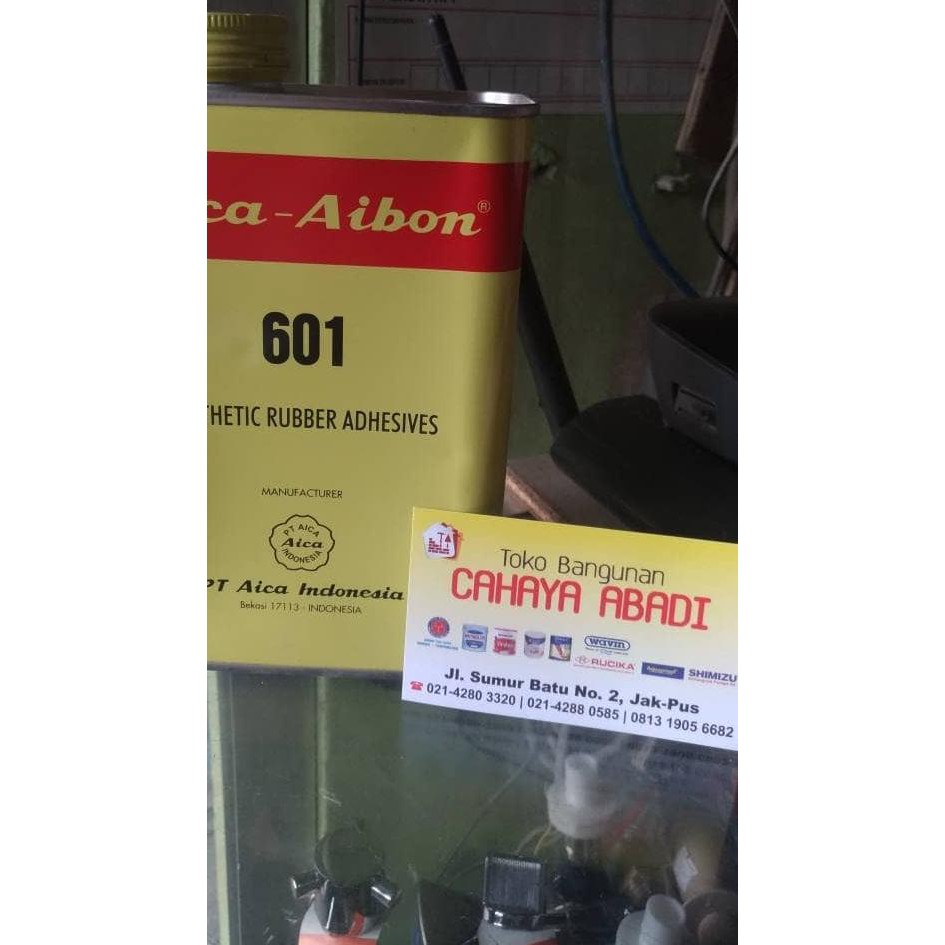 ca-Aibon®
601
THETIC RUBBER ADHESIVES
MANUFACTURER
PT AICA
Aica
INDONESIA
PT Aica Indonesia
Bekasi 17113 - INDONESIA
Toko Bangunan
CAHAYA ABADI
wavin
RUCIKA
SHIMIZU
Jl. Sumur Batu No. 2, Jak-Pus
021-4280 3320 | 021-4288 0585 | 0813 1905 6682